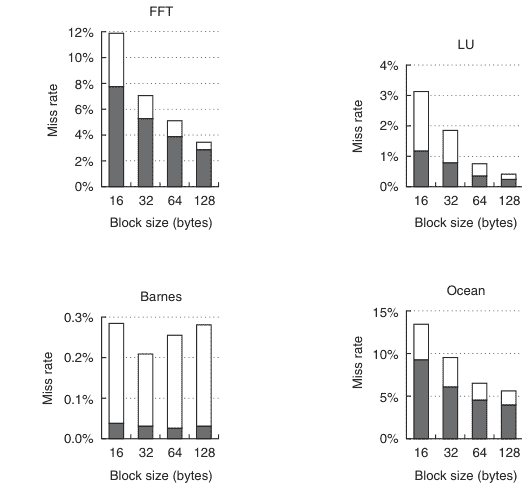 FFT
12%
10%
8%
6%
4%
2%
0%
Miss rate
16 32 64 128
Block size (bytes)
LU
4%
3%
2%
1%
0%
Miss rate
16 32 64 128
Block size (bytes)
Barnes
0.3%
0.2%
0.1%
0.0%
Miss rate
16 32 64 128
Block size (bytes)
Ocean
15%
10%
5%
0%
Miss rate
16 32 64 128
Block size (bytes)